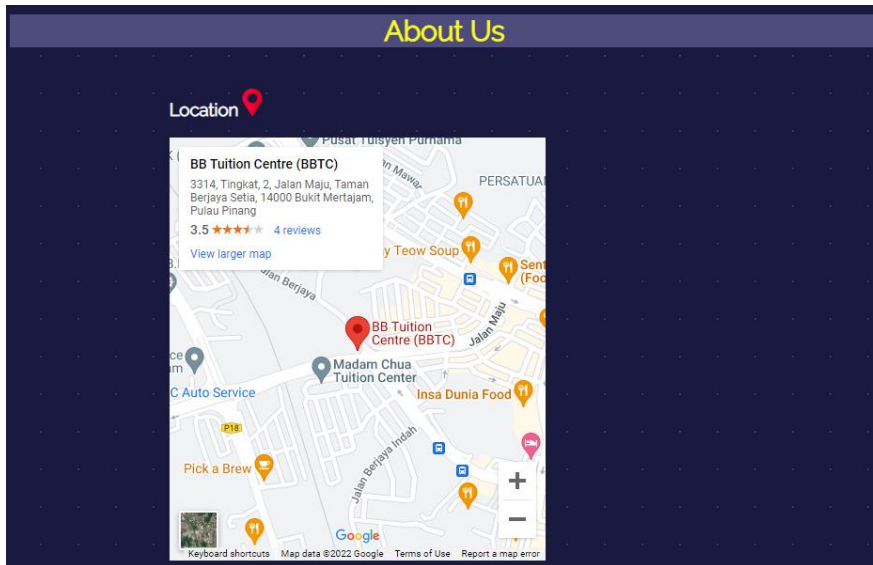 About Us
Location
Pusat Tuisyen Purnama
BB Tuition Centre (BBTC)
3314, Tingkat, 2, Jalan Maju, Taman
Berjaya Setia, 14000 Bukit Mertajam,
Pulau Pinang
3.5
4 reviews
View larger map
Mawar
PERSATUA
y Teow Soup
Sent
(Foo
Jalan Berjaya
Jalan Maju
BB Tuition
Centre (BBTC)
Madam Chua
Tuition Center
C Auto Service
Insa Dunia Food
P18
Jalan Berjaya Indah
Pick a Brew
+
−
Google
Keyboard shortcuts
Map data ©2022 Google
Terms of Use
Report a map error